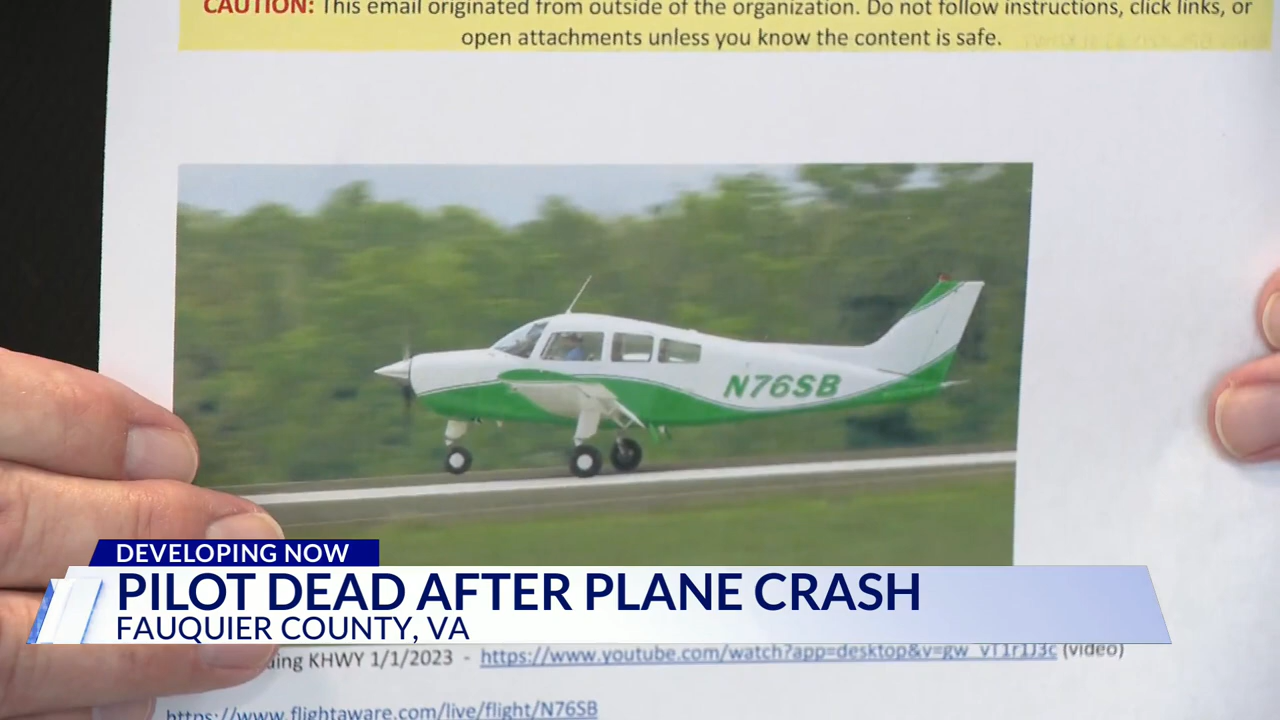 CAUTION: This email originated from outside of the organization. Do not follow instructions, click links, or
open attachments unless you know the content is safe.
N76SB
DEVELOPING NOW
PILOT DEAD AFTER PLANE CRASH
FAUQUIER COUNTY, VA
KHWY 1/1/2023 - https://www.youtube.com/watch?app=desktop&v=gw_vT1r1J3c (video)
https://www.flightaware.com/live/flight/N76SB